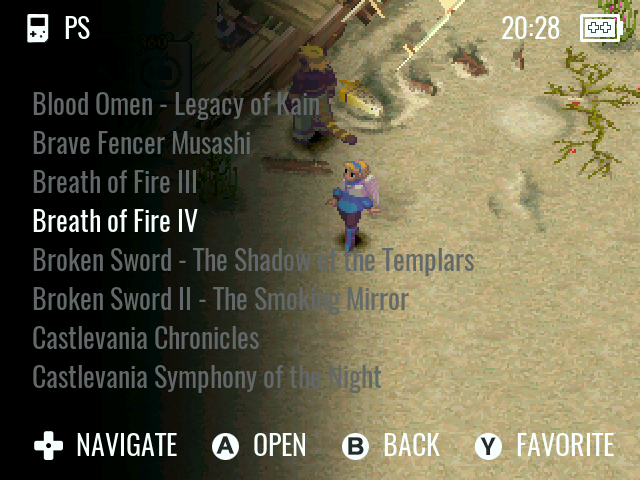 PS
20:28
Blood Omen - Legacy of Kain
Brave Fencer Musashi
Breath of Fire III
Breath of Fire IV
Broken Sword - The Shadow of the Templars
Broken Sword II - The Smoking Mirror
Castlevania Chronicles
Castlevania Symphony of the Night
NAVIGATE A OPEN B BACK Y FAVORITE